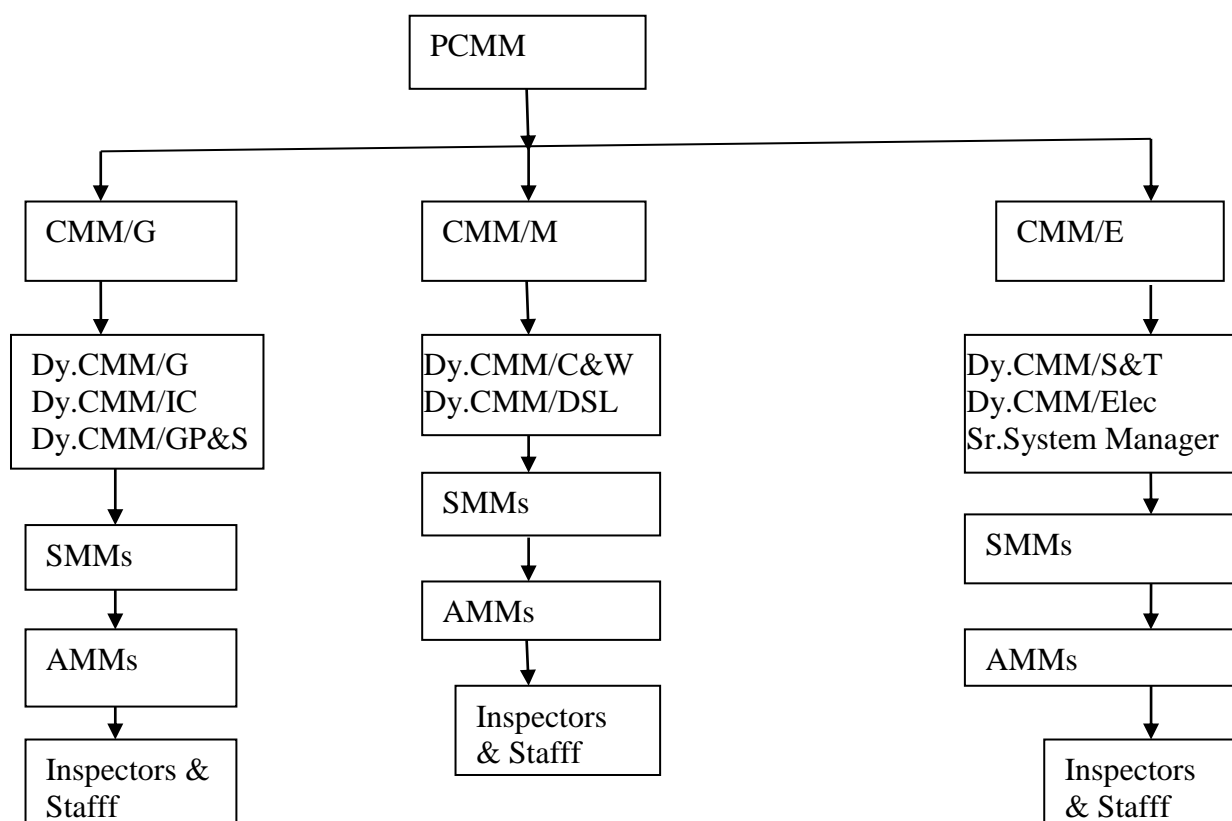 PCMM
CMM/G
CMM/M
CMM/E
Dy.CMM/G
Dy.CMM/IC
Dy.CMM/GP&S
Dy.CMM/C&W
Dy.CMM/DSL
Dy.CMM/S&T
Dy.CMM/Elec
Sr.System Manager
SMMs
SMMs
SMMs
AMMs
AMMs
AMMs
Inspectors &
Stafff
Inspectors
& Stafff
Inspectors
& Stafff